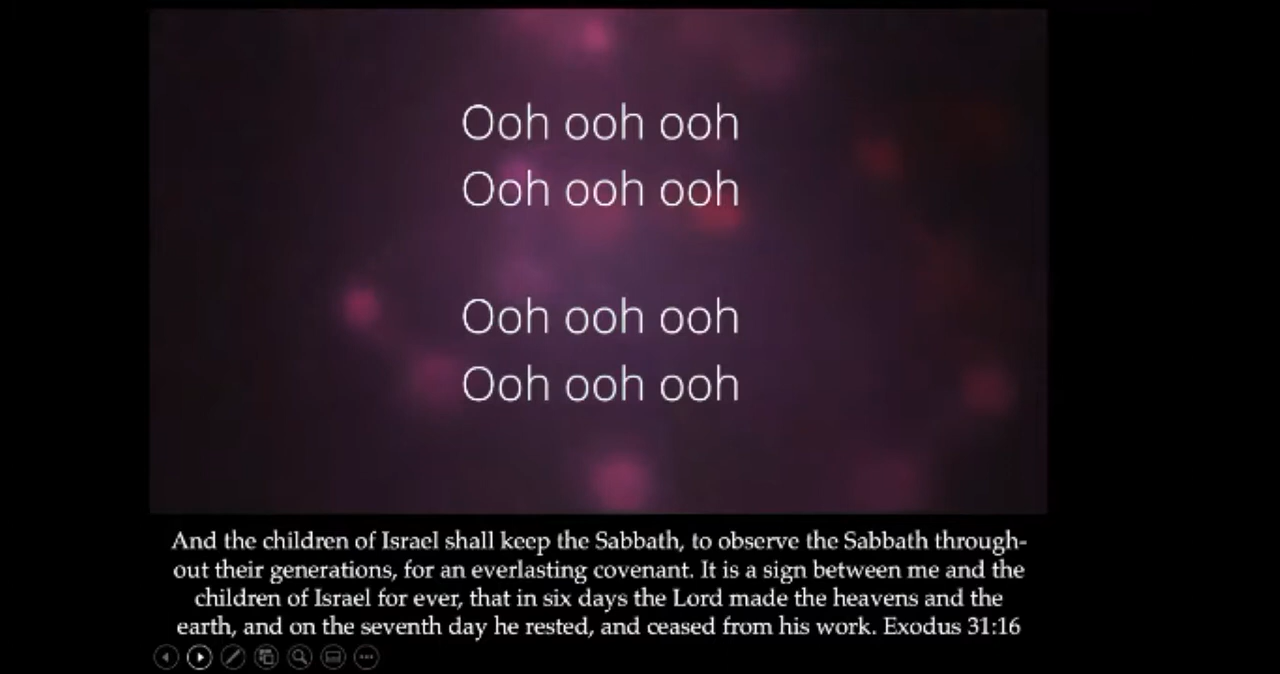 Ooh ooh ooh
Ooh ooh ooh
Ooh ooh ooh
Ooh ooh ooh
And the children of Israel shall keep the Sabbath, to observe the Sabbath through-
out their generations, for an everlasting covenant. It is a sign between me and the
children of Israel for ever, that in six days the Lord made the heavens and the
earth, and on the seventh day he rested, and ceased from his work. Exodus 31:16